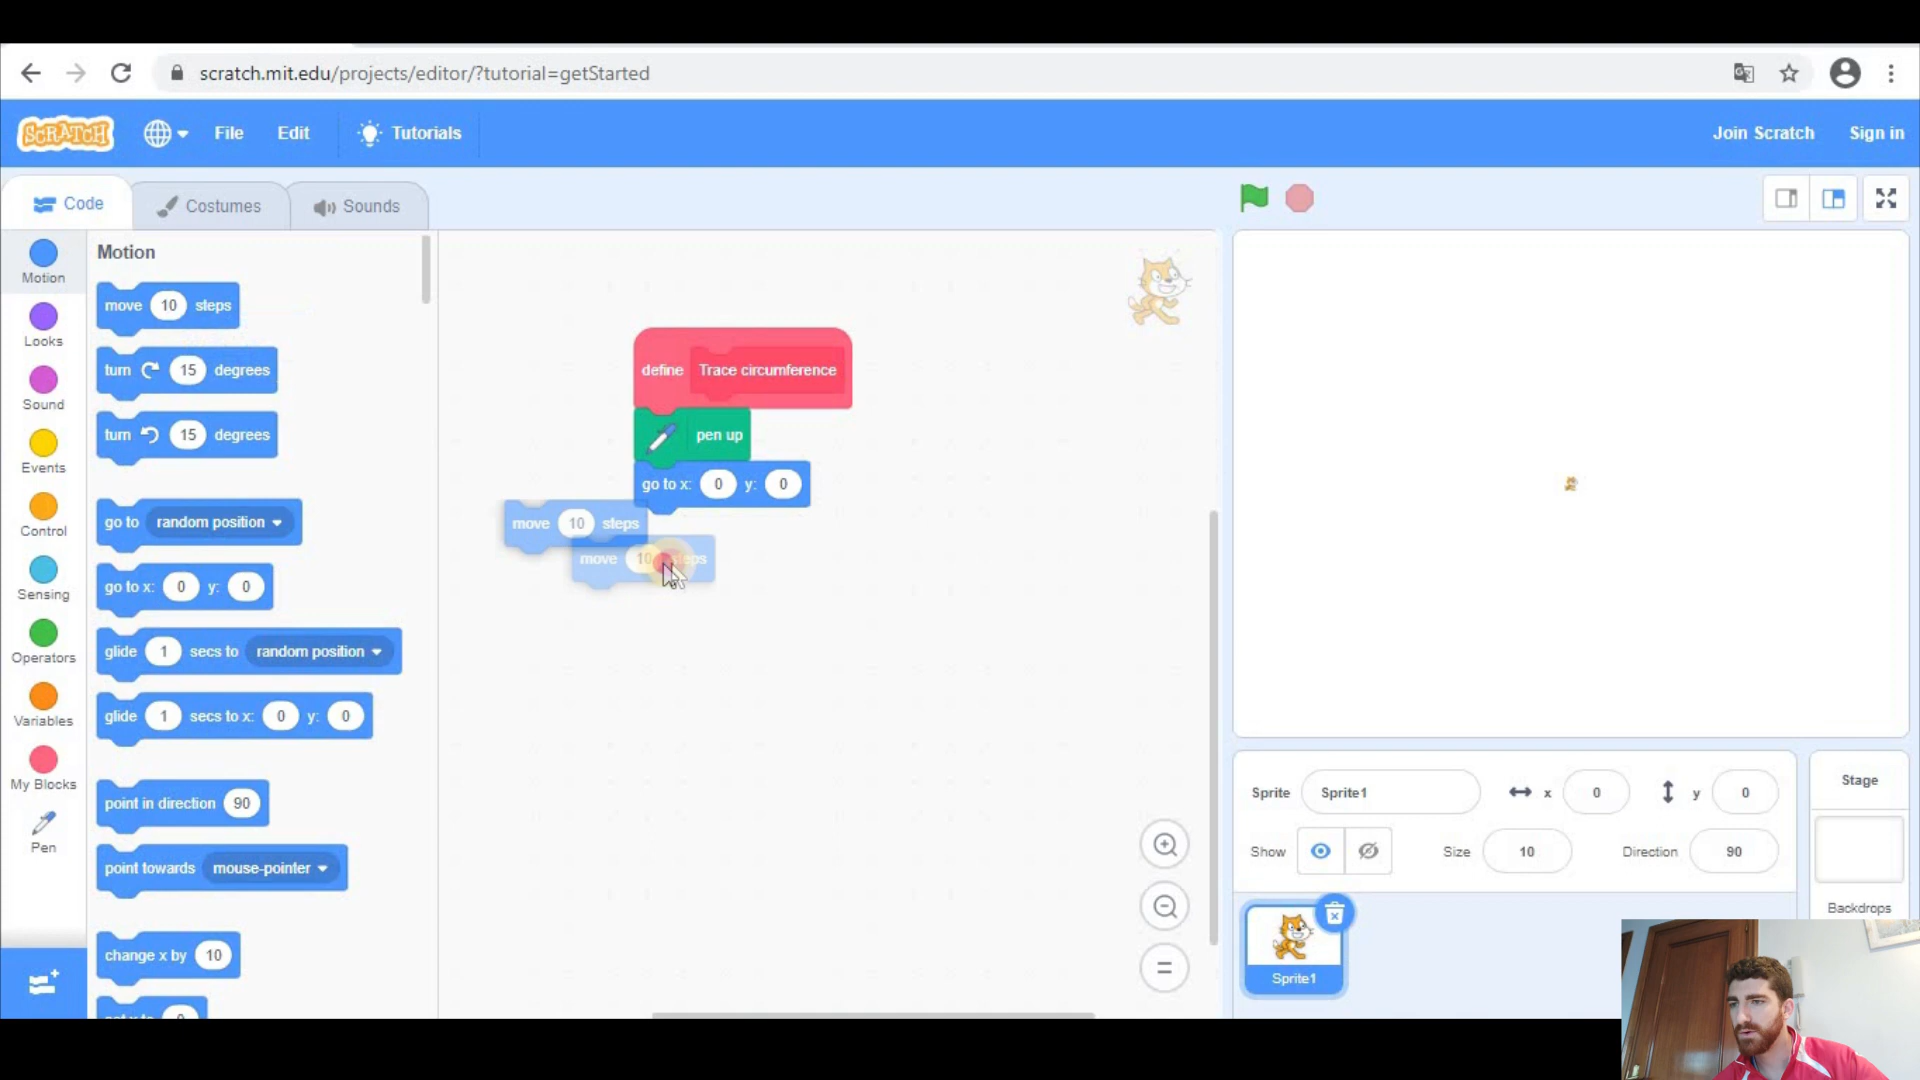 scratch.mit.edu/projects/editor/?tutorial=getStarted
SCRATCH
File
Edit
Tutorials
Join Scratch
Sign in
Code
Costumes
Sounds
Motion
Looks
Sound
Events
Control
Sensing
Operators
Variables
My Blocks
Pen
Motion
move 10 steps
turn 15 degrees
turn 15 degrees
go to random position
go to x: 0 y: 0
glide 1 secs to random position
glide 1 secs to x: 0 y: 0
point in direction 90
point towards mouse-pointer
change x by 10
define Trace circumference
pen up
go to x: 0 y: 0
move 10 steps
move 10
Sprite Sprite1 x 0 y 0
Show Size 10 Direction 90
Sprite1
Stage
Backdrops